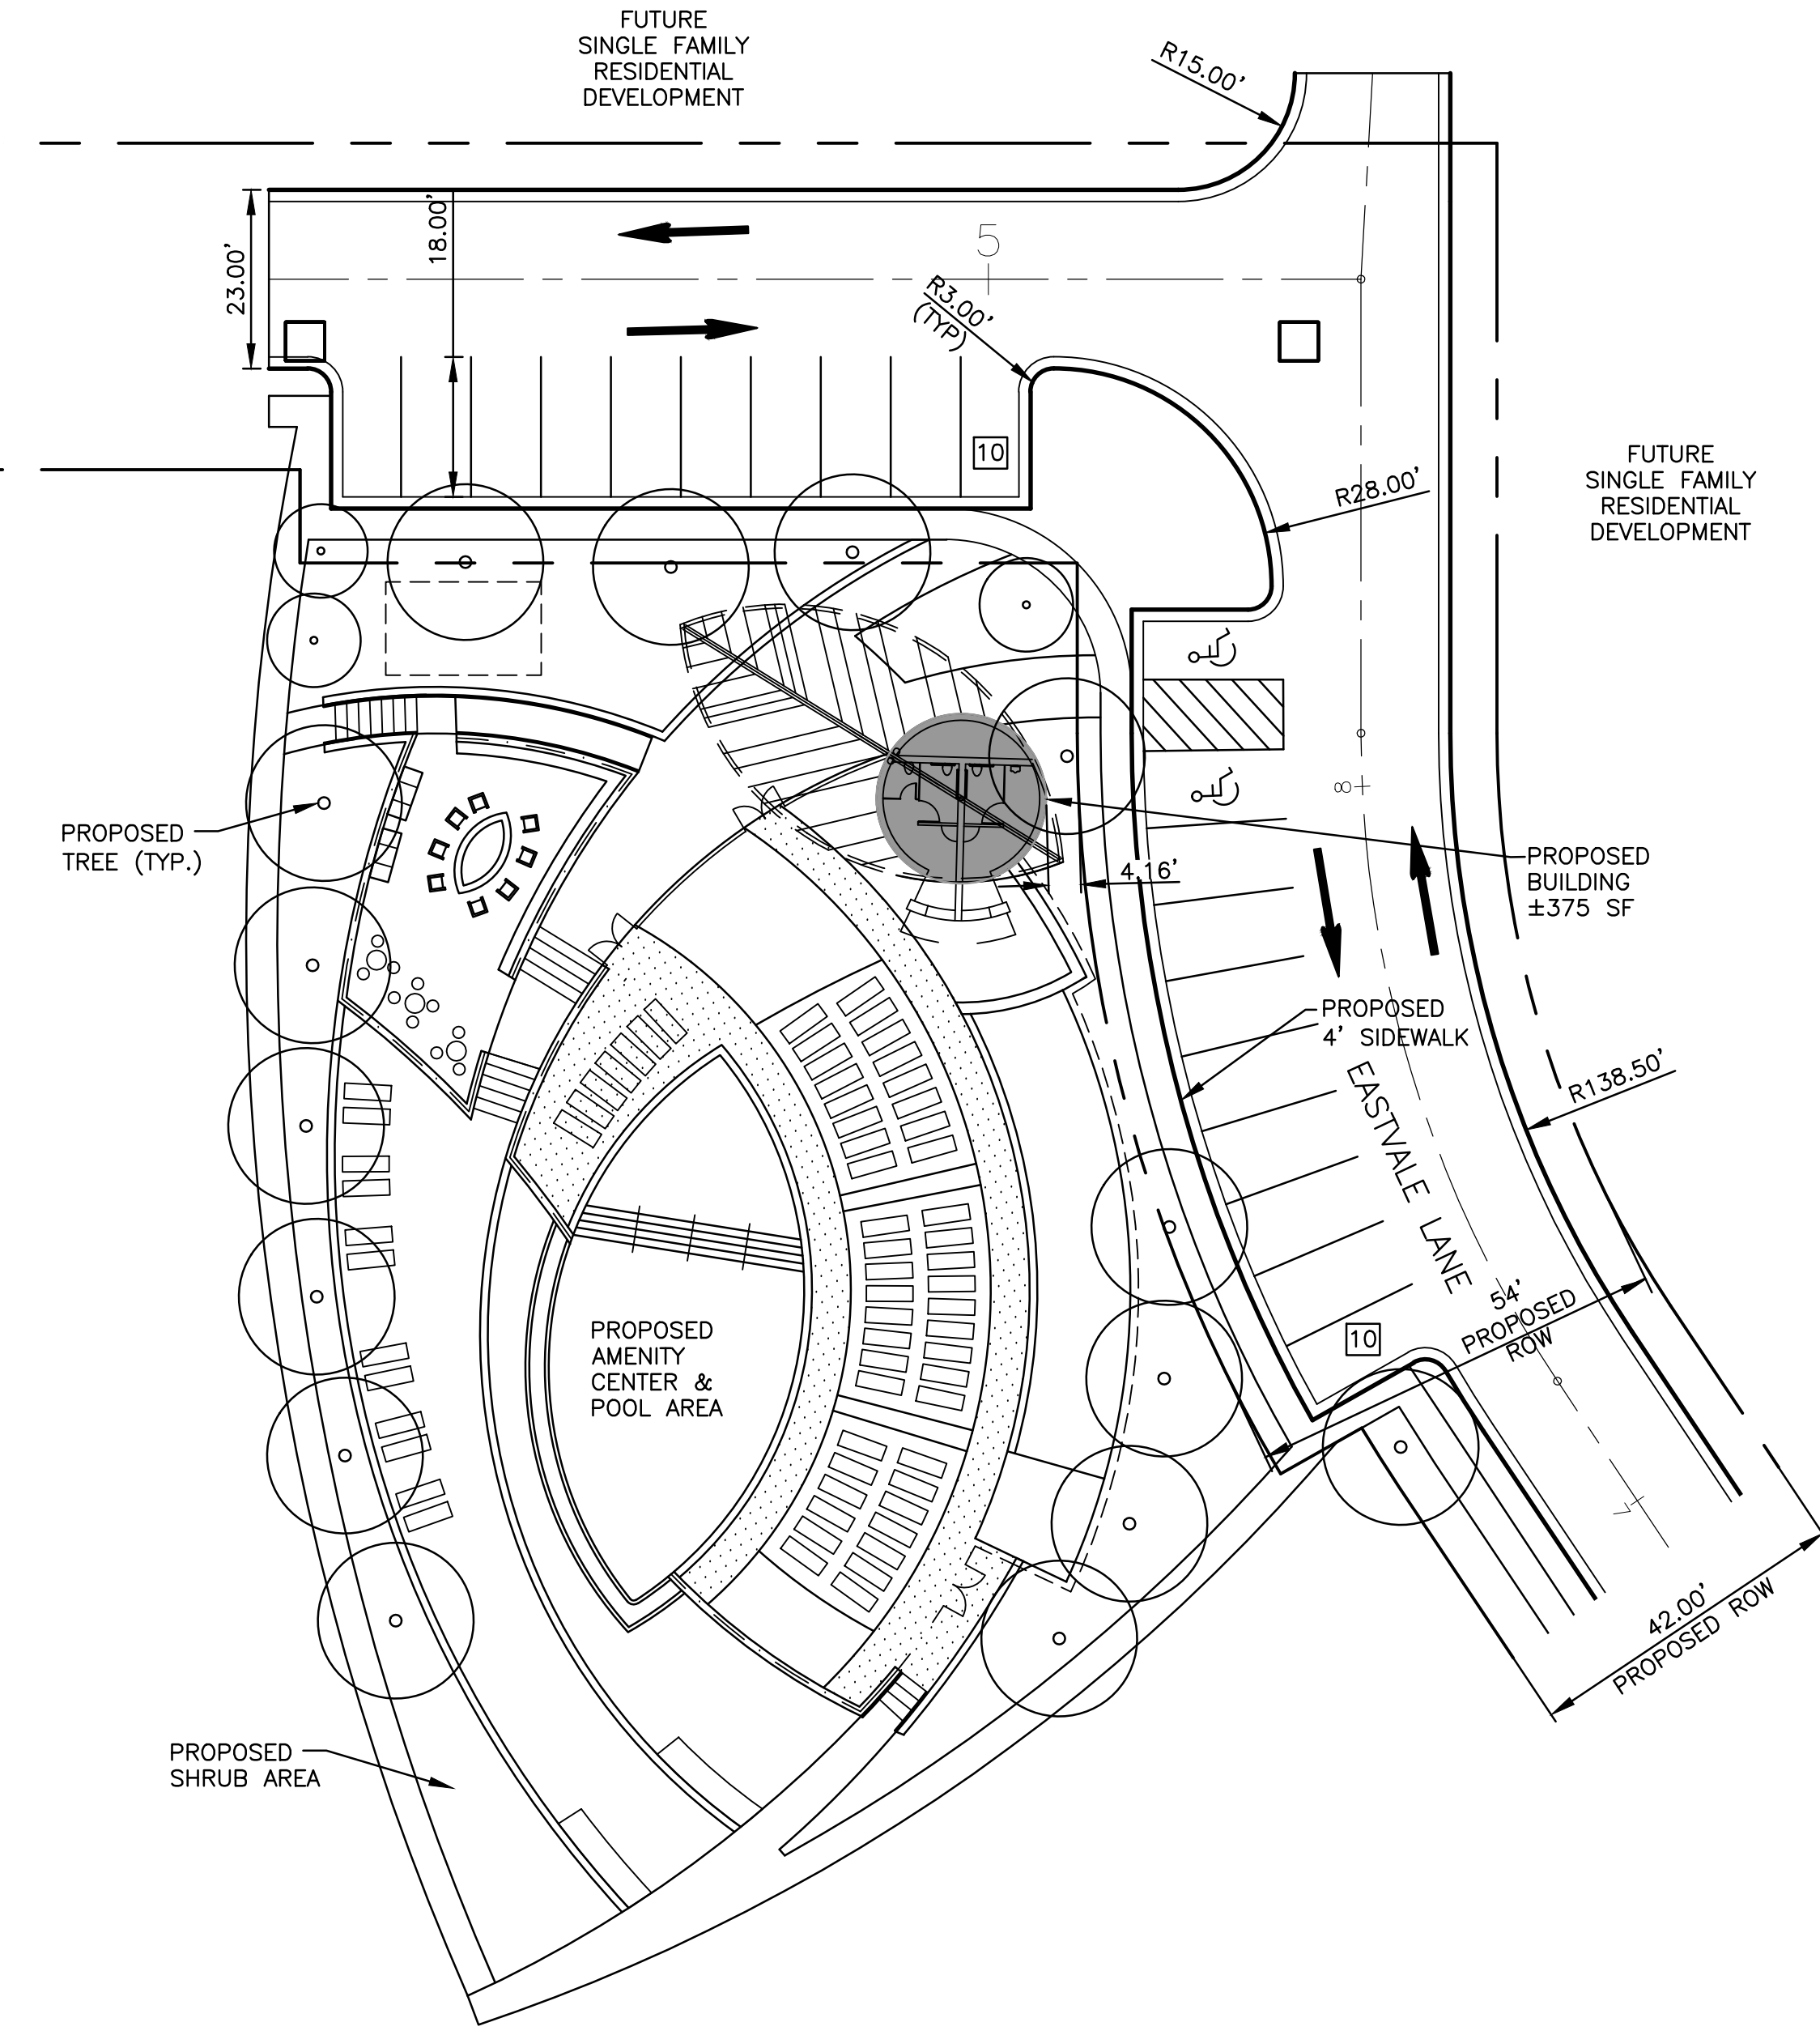 FUTURE
SINGLE FAMILY
RESIDENTIAL
DEVELOPMENT
R15.00'
23.00'
18.00'
5
R3.00'
(TYP)
10
R28.00'
FUTURE
SINGLE FAMILY
RESIDENTIAL
DEVELOPMENT
8
PROPOSED
TREE (TYP.)
4.16'
PROPOSED
BUILDING
±375 SF
PROPOSED
4' SIDEWALK
EASTVALE LANE
R138.50'
54'
PROPOSED
ROW
10
PROPOSED
AMENITY
CENTER &
POOL AREA
7
42.00'
PROPOSED ROW
PROPOSED
SHRUB AREA